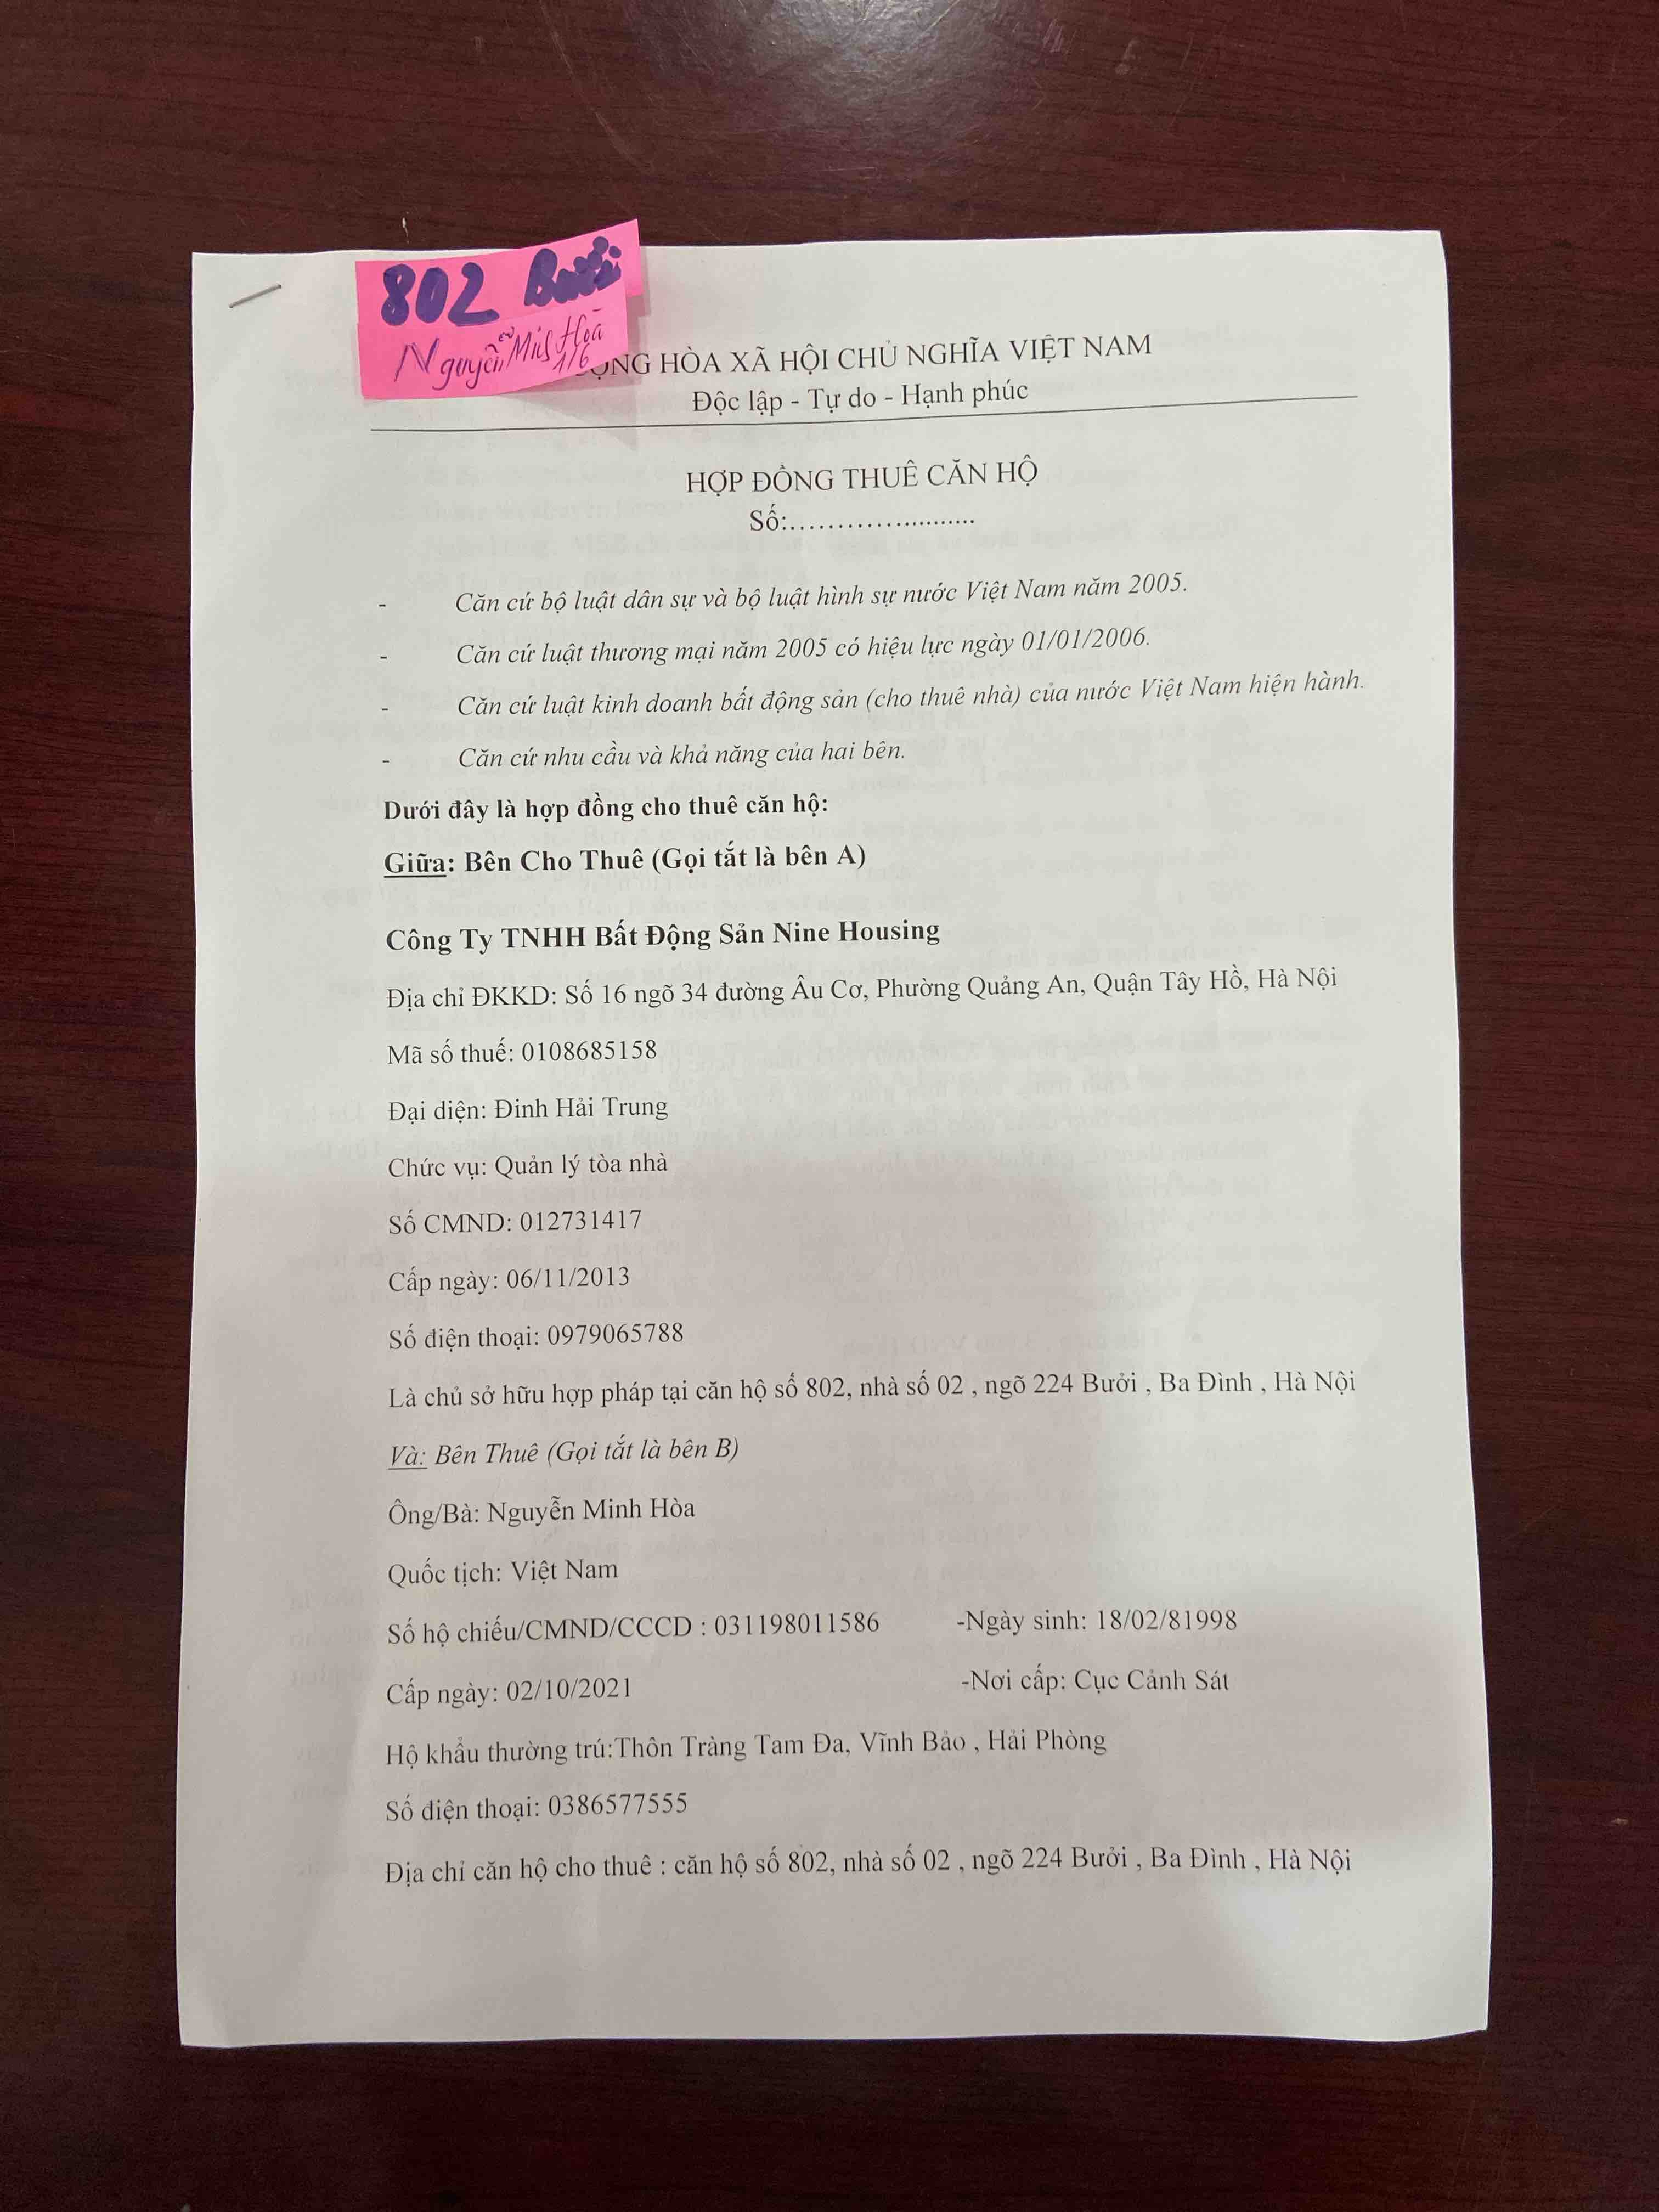 802 Bưởi
Nguyễn Minh Hoà
1/6
CỘNG HÒA XÃ HỘI CHỦ NGHĨA VIỆT NAM
Độc lập - Tự do - Hạnh phúc
HỢP ĐỒNG THUÊ CĂN HỘ
Số:.......................
- Căn cứ bộ luật dân sự và bộ luật hình sự nước Việt Nam năm 2005.
- Căn cứ luật thương mại năm 2005 có hiệu lực ngày 01/01/2006.
- Căn cứ luật kinh doanh bất động sản (cho thuê nhà) của nước Việt Nam hiện hành.
- Căn cứ nhu cầu và khả năng của hai bên.
Dưới đây là hợp đồng cho thuê căn hộ:
Giữa: Bên Cho Thuê (Gọi tắt là bên A)
Công Ty TNHH Bất Động Sản Nine Housing
Địa chỉ ĐKKD: Số 16 ngõ 34 đường Âu Cơ, Phường Quảng An, Quận Tây Hồ, Hà Nội
Mã số thuế: 0108685158
Đại diện: Đinh Hải Trung
Chức vụ: Quản lý tòa nhà
Số CMND: 012731417
Cấp ngày: 06/11/2013
Số điện thoại: 0979065788
Là chủ sở hữu hợp pháp tại căn hộ số 802, nhà số 02 , ngõ 224 Bưởi , Ba Đình , Hà Nội
Và: Bên Thuê (Gọi tắt là bên B)
Ông/Bà: Nguyễn Minh Hòa
Quốc tịch: Việt Nam
Số hộ chiếu/CMND/CCCD : 031198011586 -Ngày sinh: 18/02/81998
Cấp ngày: 02/10/2021 -Nơi cấp: Cục Cảnh Sát
Hộ khẩu thường trú:Thôn Tràng Tam Đa, Vĩnh Bảo , Hải Phòng
Số điện thoại: 0386577555
Địa chỉ căn hộ cho thuê : căn hộ số 802, nhà số 02 , ngõ 224 Bưởi , Ba Đình , Hà Nội